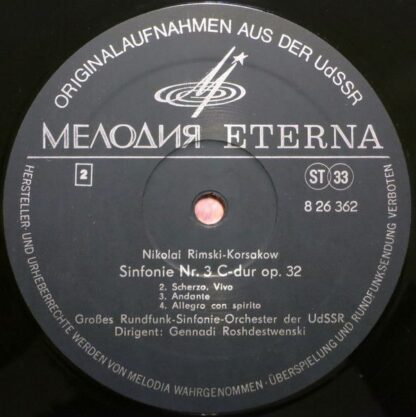 ORIGINALAUFNAHMEN AUS DER UdSSR
МЕЛОДИЯ ETERNA
2
ST 33
8 26 362
Nikolai Rimski-Korsakow
Sinfonie Nr. 3 C-dur op. 32
2. Scherzo. Vivo
3. Andante
4. Allegro con spirito
Großes Rundfunk-Sinfonie-Orchester der UdSSR
Dirigent: Gennadi Roshdestwenski
HERSTELLER- UND URHEBERRECHTE WERDEN VON MELODIA WAHRGENOMMEN · ÜBERSPIELUNG UND RUNDFUNKSENDUNG VERBOTEN